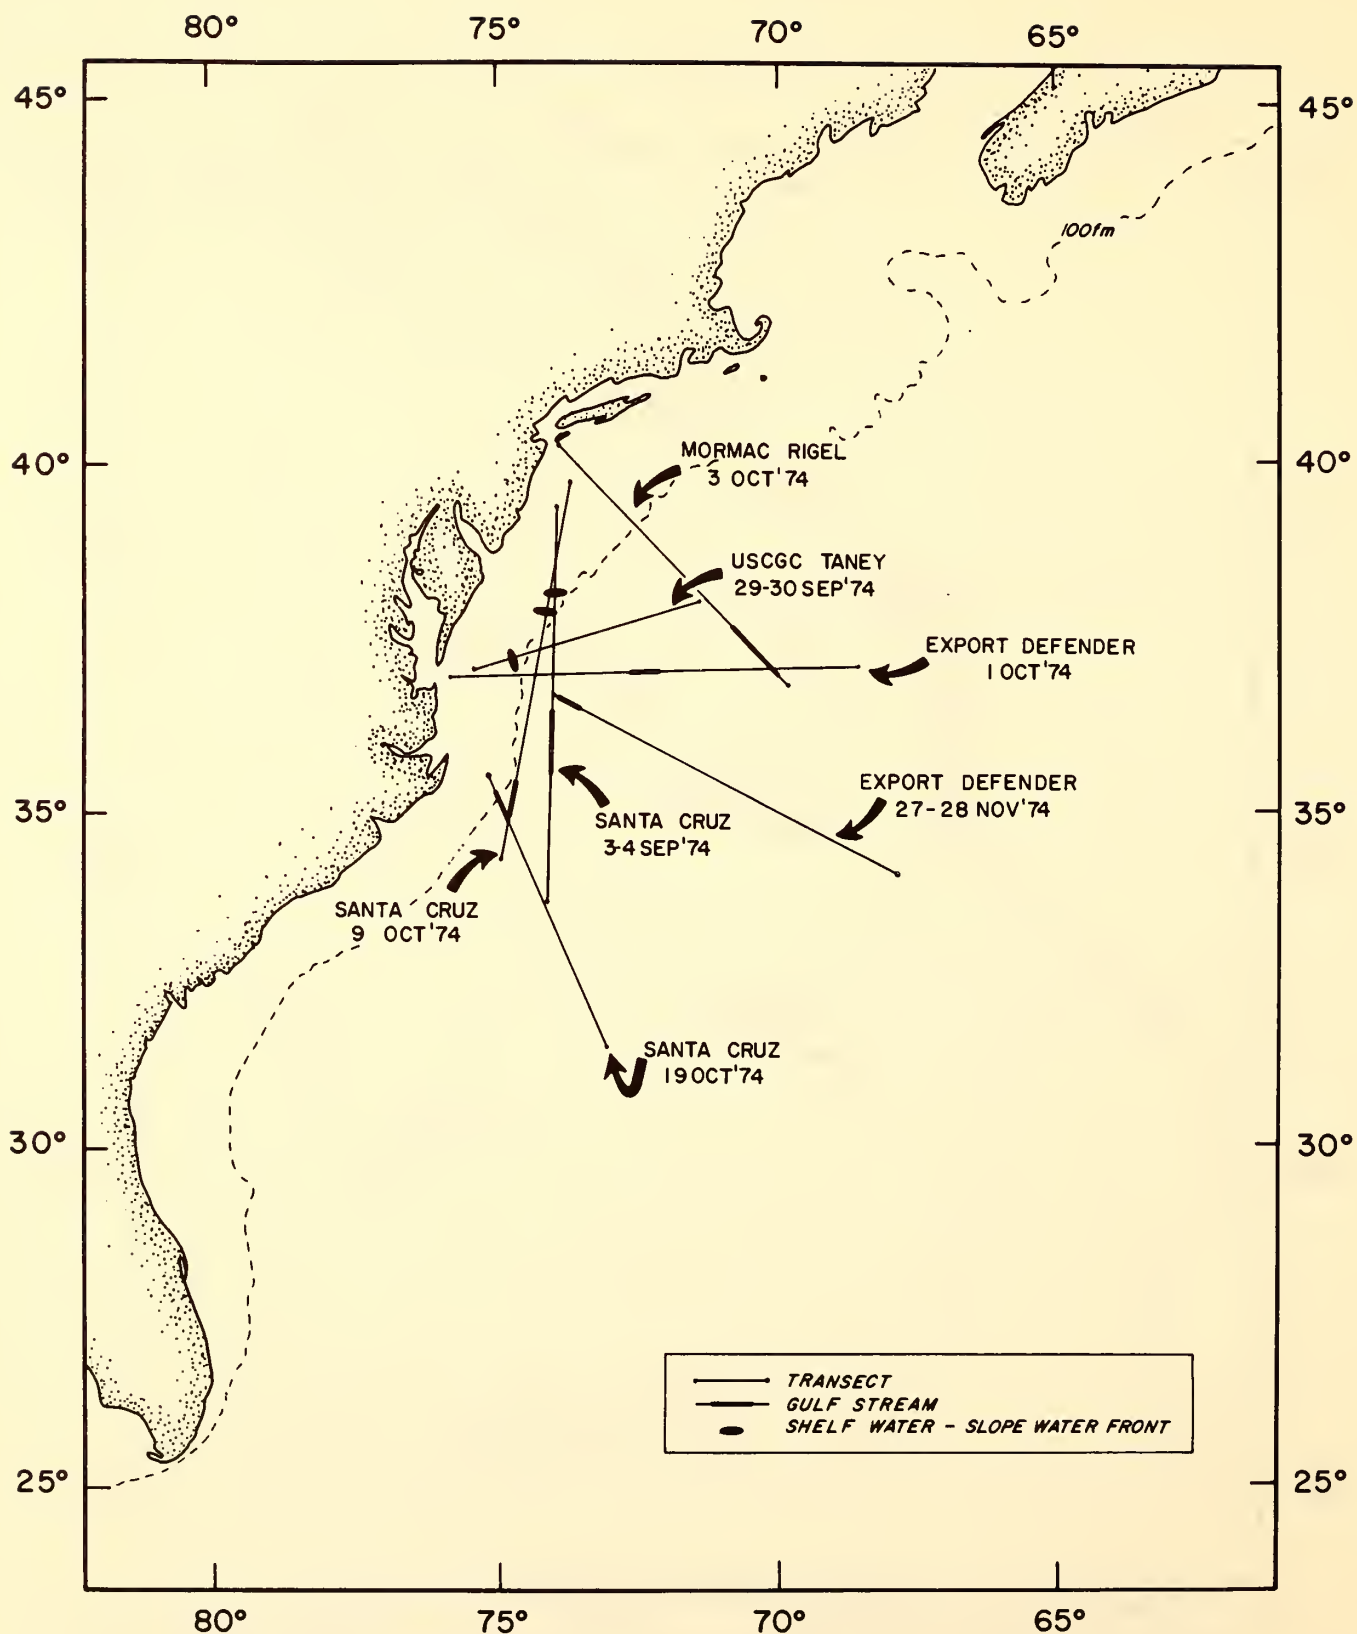 80° 75° 70° 65°
45° 45°
100fm
40° 40°
MORMAC RIGEL
3 OCT'74
USCGC TANEY
29-30 SEP'74
EXPORT DEFENDER
1 OCT'74
EXPORT DEFENDER
27-28 NOV'74
35° 35°
SANTA CRUZ
3-4 SEP'74
SANTA CRUZ
9 OCT'74
SANTA CRUZ
19 OCT'74
30° 30°
TRANSECT
GULF STREAM
SHELF WATER - SLOPE WATER FRONT
25° 25°
80° 75° 70° 65°